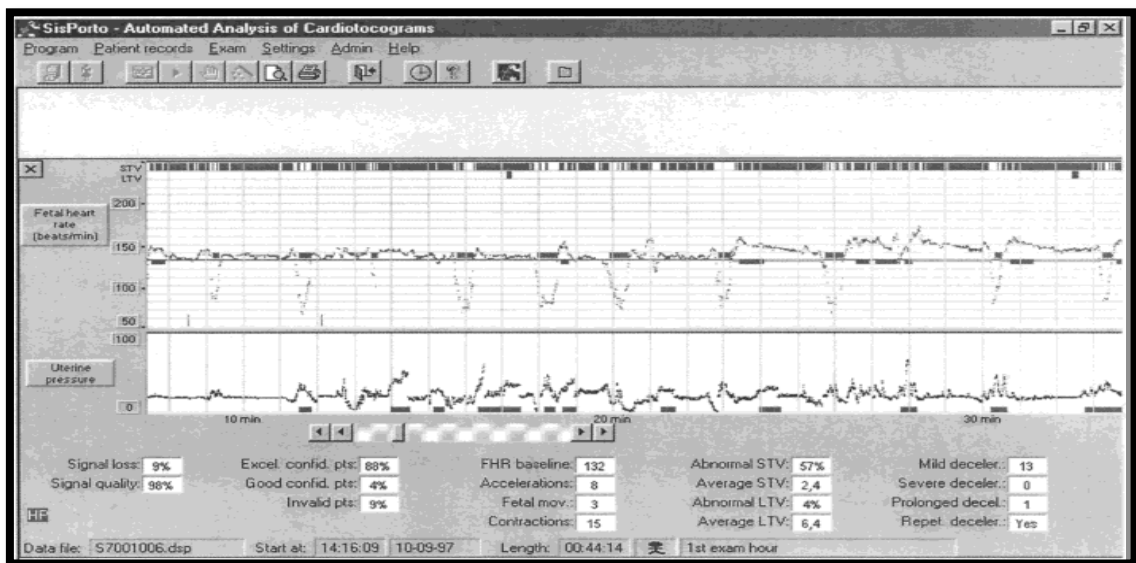 SisPorto - Automated Analysis of Cardiotocograms
Program Patient records Exam Settings Admin Help
STV
LTV
200
Fetal heart
rate
(beats/min)
150
100
50
100
Uterine
pressure
0
10 min 20 min 30 min
Signal loss: 9% Excel. confid. pts: 88% FHR baseline: 132 Abnormal STV: 57% Mild deceler.: 13
Signal quality: 98% Good confid. pts: 4% Accelerations: 8 Average STV: 2,4 Severe deceler.: 0
Invalid pts: 9% Fetal mov.: 3 Abnormal LTV: 4% Prolonged decel.: 1
HF Contractions: 15 Average LTV: 6,4 Repet. deceler.: Yes
Data file: S7001006.dsp Start at: 14:16:09 10-09-97 Length: 00:44:14 1st exam hour